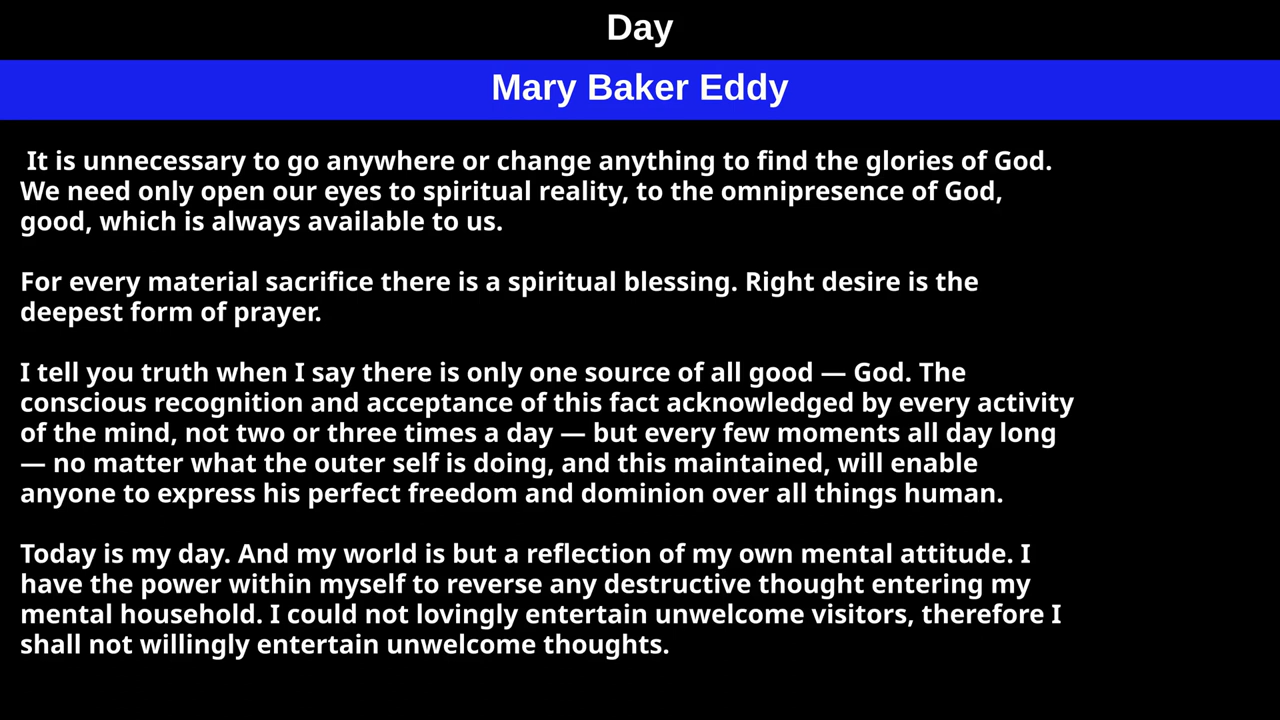 Day
Mary Baker Eddy
It is unnecessary to go anywhere or change anything to find the glories of God.
We need only open our eyes to spiritual reality, to the omnipresence of God,
good, which is always available to us.
For every material sacrifice there is a spiritual blessing. Right desire is the
deepest form of prayer.
I tell you truth when I say there is only one source of all good — God. The
conscious recognition and acceptance of this fact acknowledged by every activity
of the mind, not two or three times a day — but every few moments all day long
— no matter what the outer self is doing, and this maintained, will enable
anyone to express his perfect freedom and dominion over all things human.
Today is my day. And my world is but a reflection of my own mental attitude. I
have the power within myself to reverse any destructive thought entering my
mental household. I could not lovingly entertain unwelcome visitors, therefore I
shall not willingly entertain unwelcome thoughts.